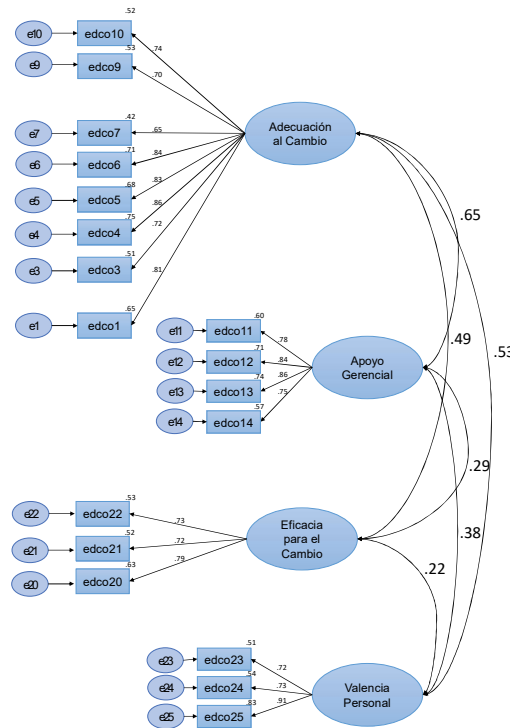 .52
e10
edco10
.74
.53
e9
edco9
.70
.42
e7
edco7
.65
Adecuación
al Cambio
.71
e6
edco6
.84
.68
e5
edco5
.83
.75
e4
edco4
.86
.51
e3
edco3
.72
.65
e1
edco1
.81
.65
.49
.53
.60
e11
edco11
.78
.71
e12
edco12
.84
Apoyo
Gerencial
.74
e13
edco13
.86
.57
e14
edco14
.75
.29
.38
.53
e22
edco22
.73
.52
e21
edco21
.72
Eficacia
para el
Cambio
.63
e20
edco20
.79
.22
.51
e23
edco23
.72
.54
e24
edco24
.73
Valencia
Personal
.83
e25
edco25
.91